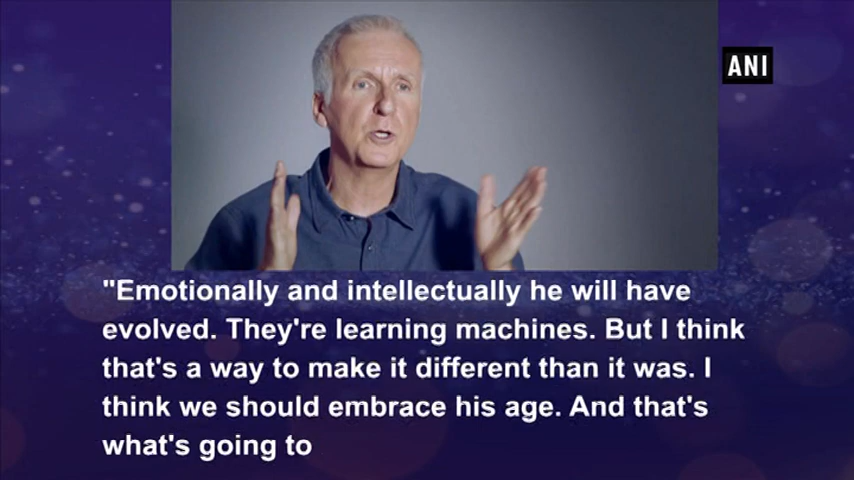 ANI
"Emotionally and intellectually he will have
evolved. They're learning machines. But I think
that's a way to make it different than it was. I
think we should embrace his age. And that's
what's going to